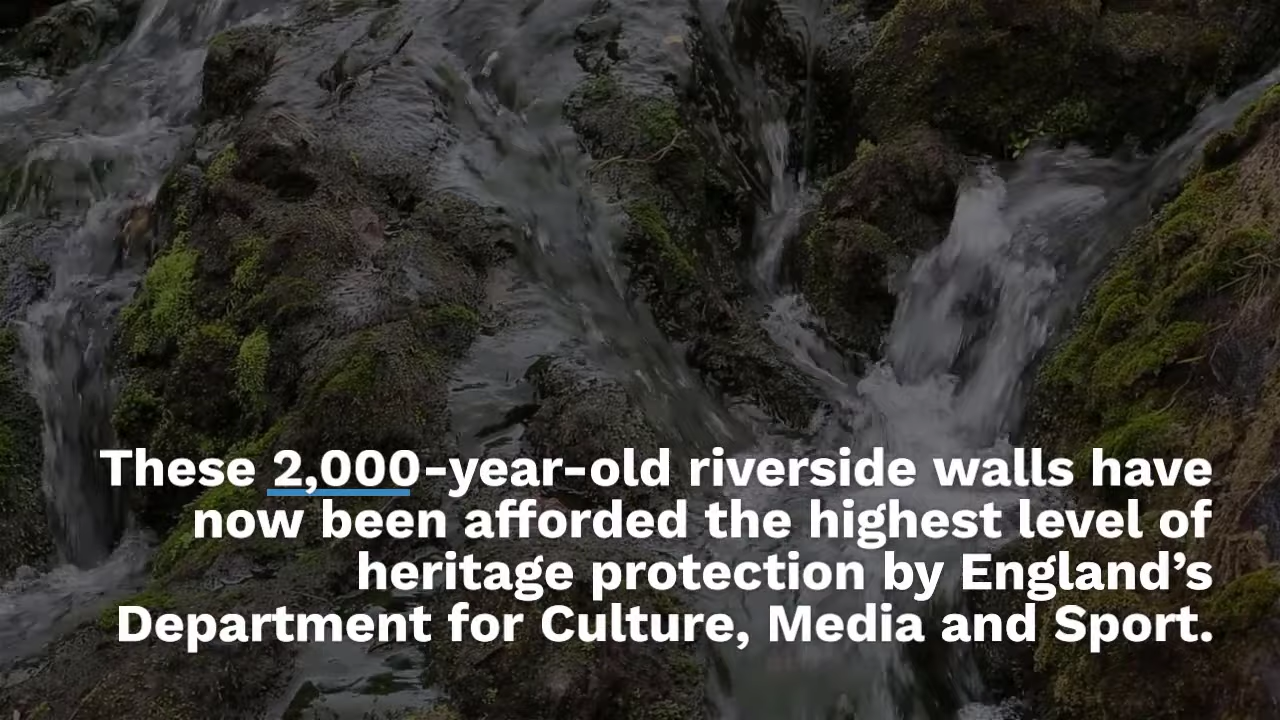 These 2,000-year-old riverside walls have
now been afforded the highest level of
heritage protection by England’s
Department for Culture, Media and Sport.